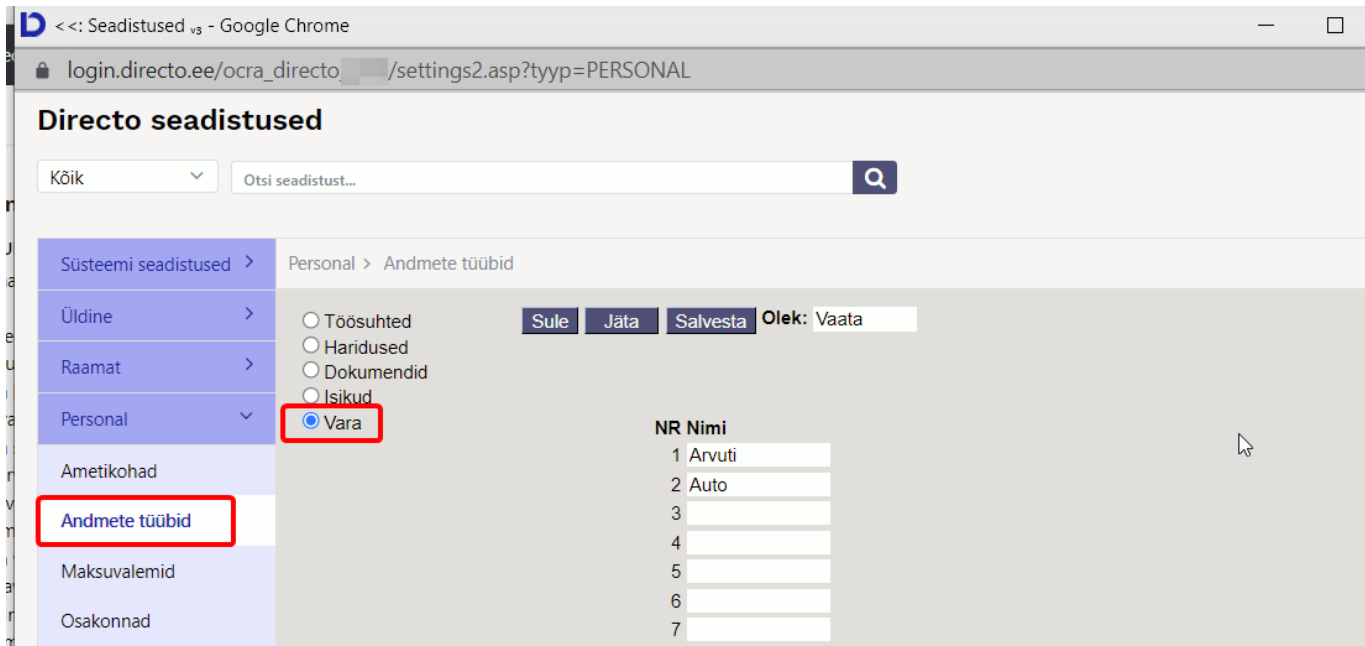 <<: Seadistused v3 - Google Chrome
login.directo.ee/ocra_directo_ /settings2.asp?tyyp=PERSONAL
Directo seadistused
Kõik
Otsi seadistust...
Süsteemi seadistused
Üldine
Raamat
Personal
Ametikohad
Andmete tüübid
Maksuvalemid
Osakonnad
Personal > Andmete tüübid
Töösuhted
Haridused
Dokumendid
Isikud
Vara
Sule Jäta Salvesta Olek: Vaata
NR Nimi
1 Arvuti
2 Auto
3
4
5
6
7